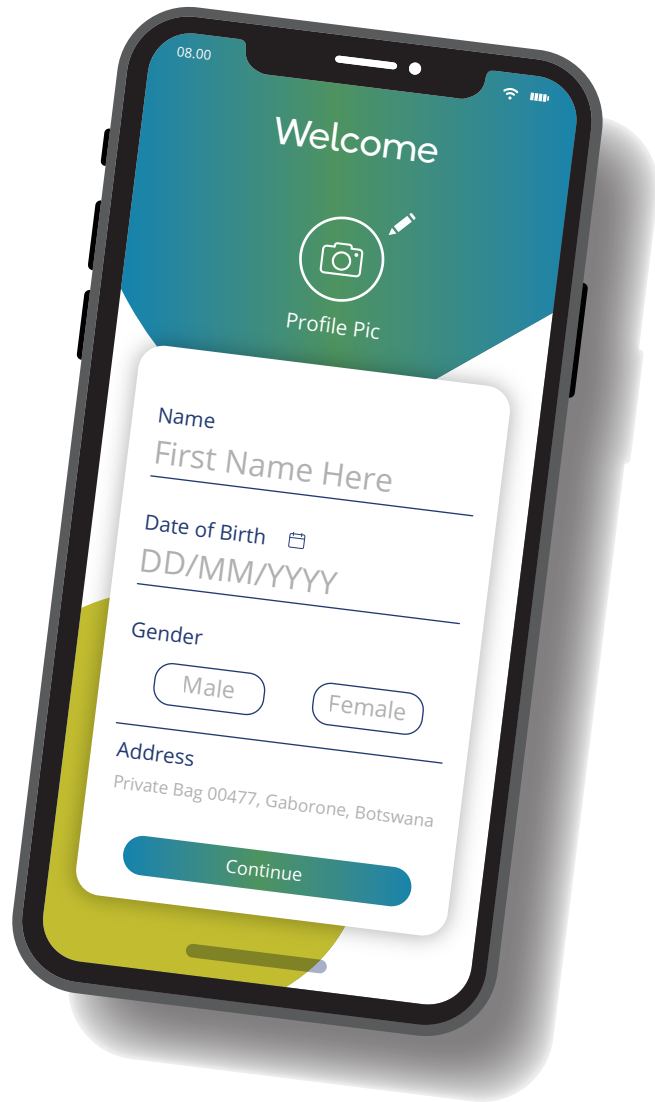 08.00
Welcome
Profile Pic
Name
First Name Here
Date of Birth
DD/MM/YYYY
Gender
Male Female
Address
Private Bag 00477, Gaborone, Botswana
Continue